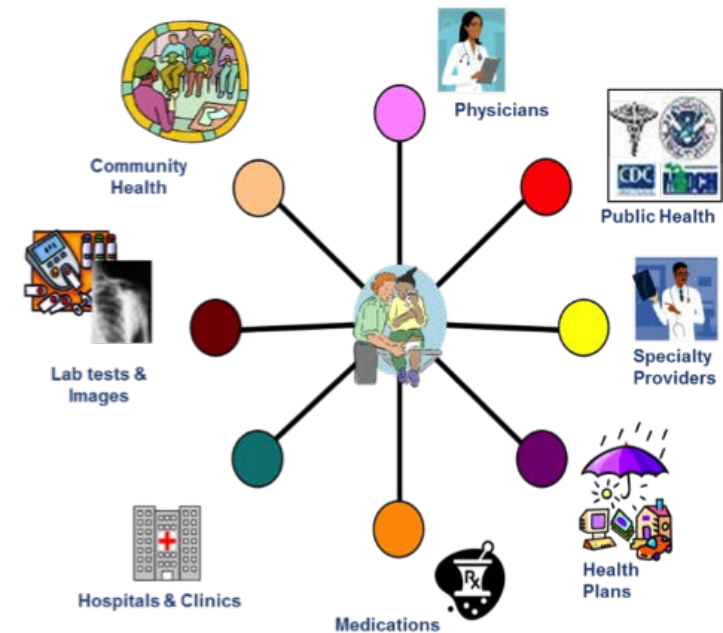 Physicians
Community
Health
CDC
Public Health
Specialty
Providers
Lab tests &
Images
Health
Plans
Rx
Hospitals & Clinics
Medications